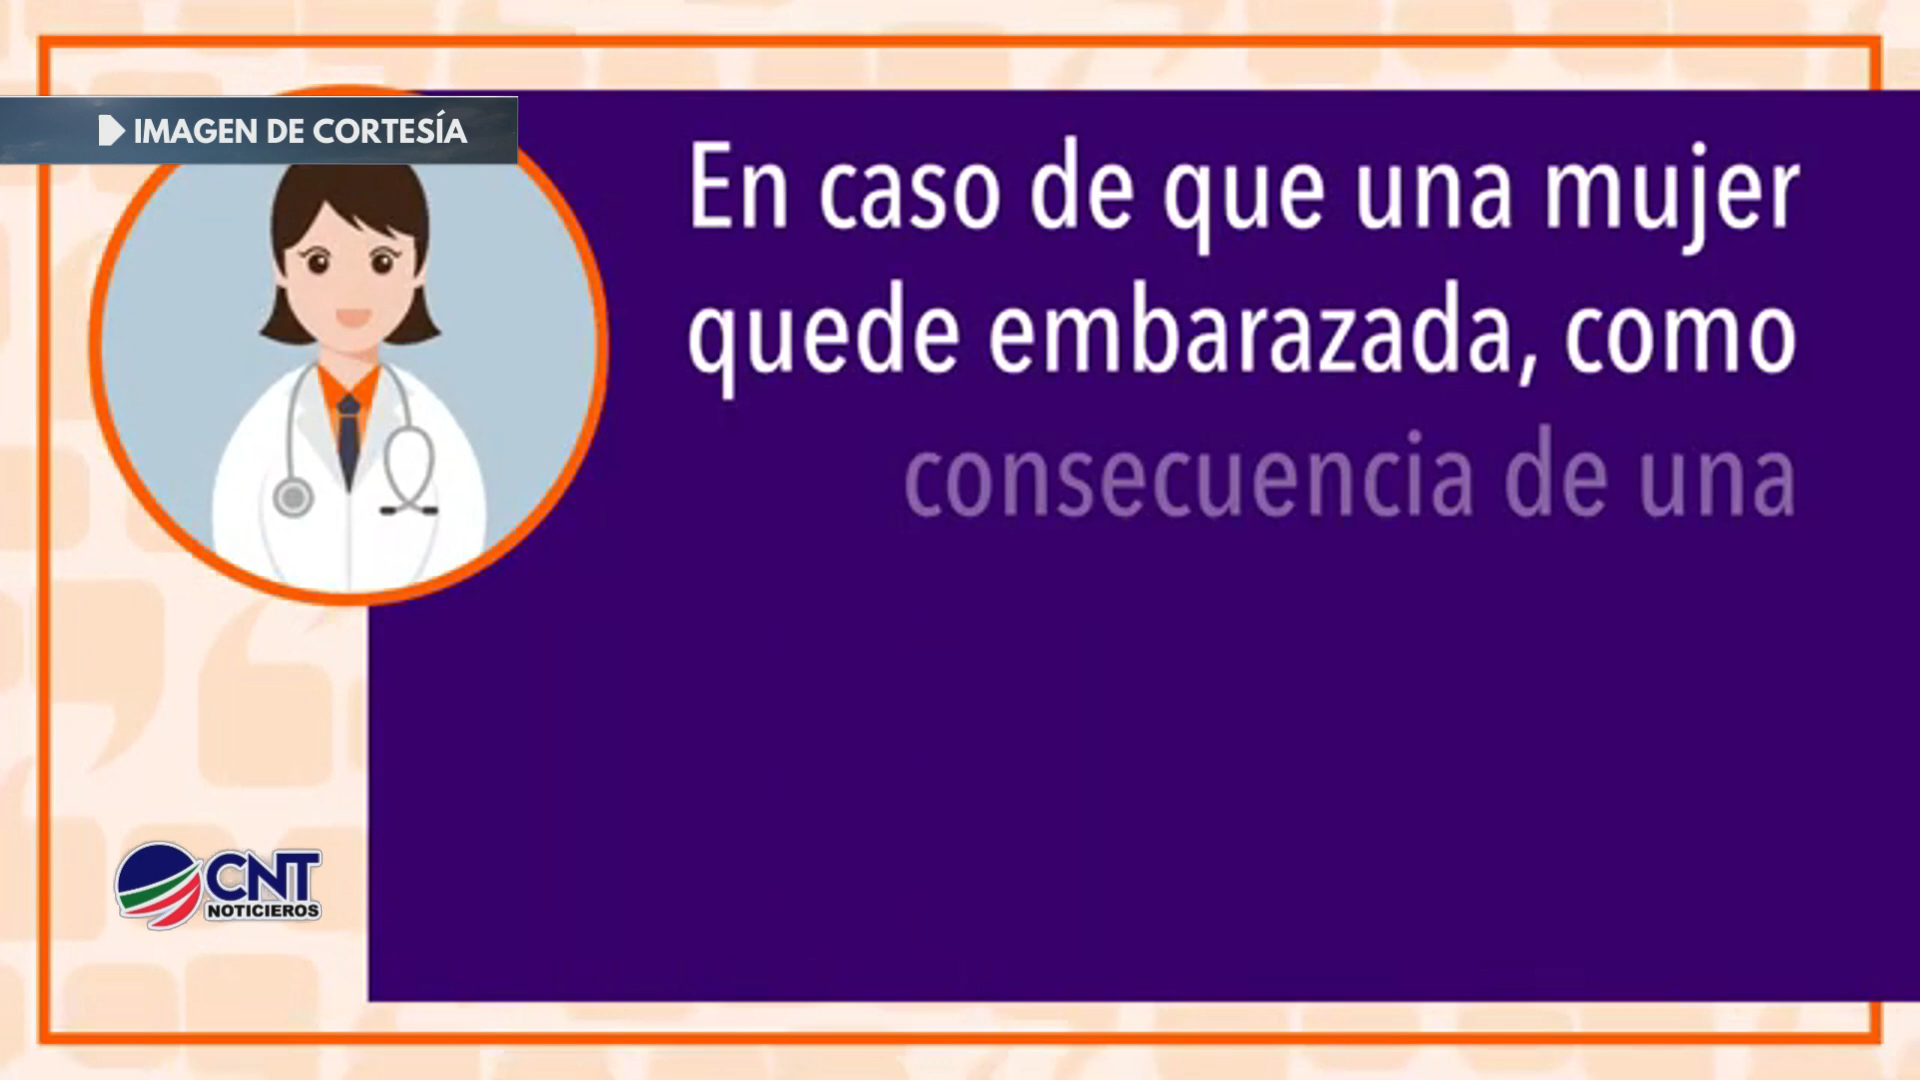 IMAGEN DE CORTESÍA
En caso de que una mujer
quede embarazada, como
consecuencia de una
CNT
NOTICIEROS